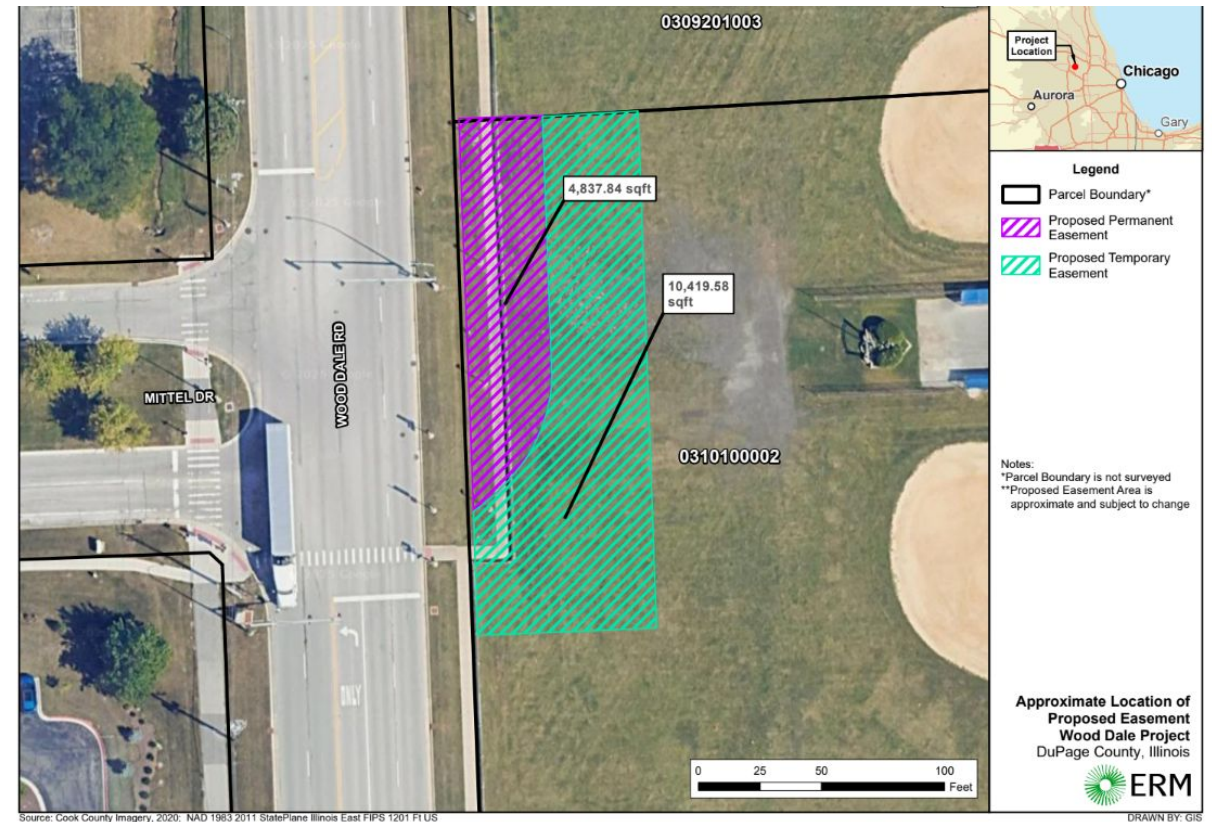 0309201003
4,837.84 sqft
10,419.58
sqft
WOOD DALE RD
MITTEL DR
0310100002
ONLY
0 25 50 100
Feet
Project
Location
Chicago
Aurora
Gary
Legend
Parcel Boundary*
Proposed Permanent
Easement
Proposed Temporary
Easement
Notes:
*Parcel Boundary is not surveyed
**Proposed Easement Area is
approximate and subject to change
Approximate Location of
Proposed Easement
Wood Dale Project
DuPage County, Illinois
ERM
Source: Cook County Imagery, 2020; NAD 1983 2011 StatePlane Illinois East FIPS 1201 Ft US
DRAWN BY: GIS